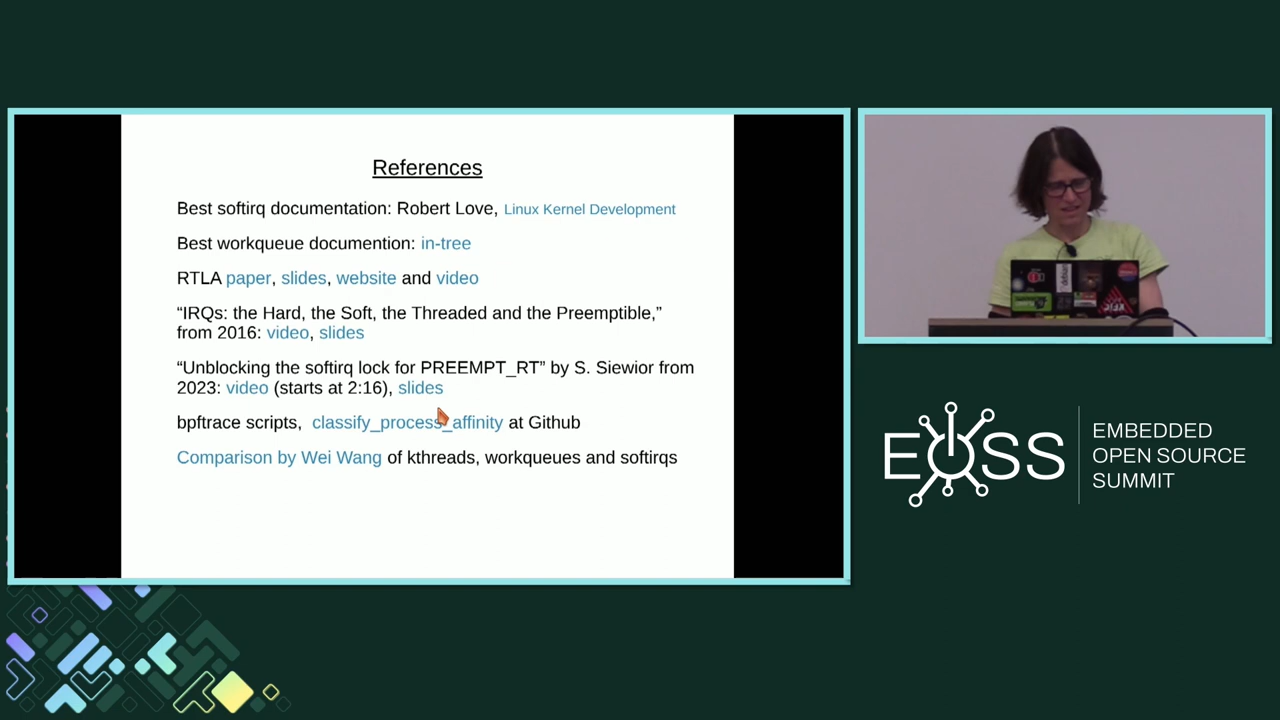 References
Best softirq documentation: Robert Love, Linux Kernel Development
Best workqueue documention: in-tree
RTLA paper, slides, website and video
“IRQs: the Hard, the Soft, the Threaded and the Preemptible,”
from 2016: video, slides
“Unblocking the softirq lock for PREEMPT_RT” by S. Siewior from
2023: video (starts at 2:16), slides
bpftrace scripts, classify_process_affinity at Github
Comparison by Wei Wang of kthreads, workqueues and softirqs
EOSS
EMBEDDED
OPEN SOURCE
SUMMIT
debian